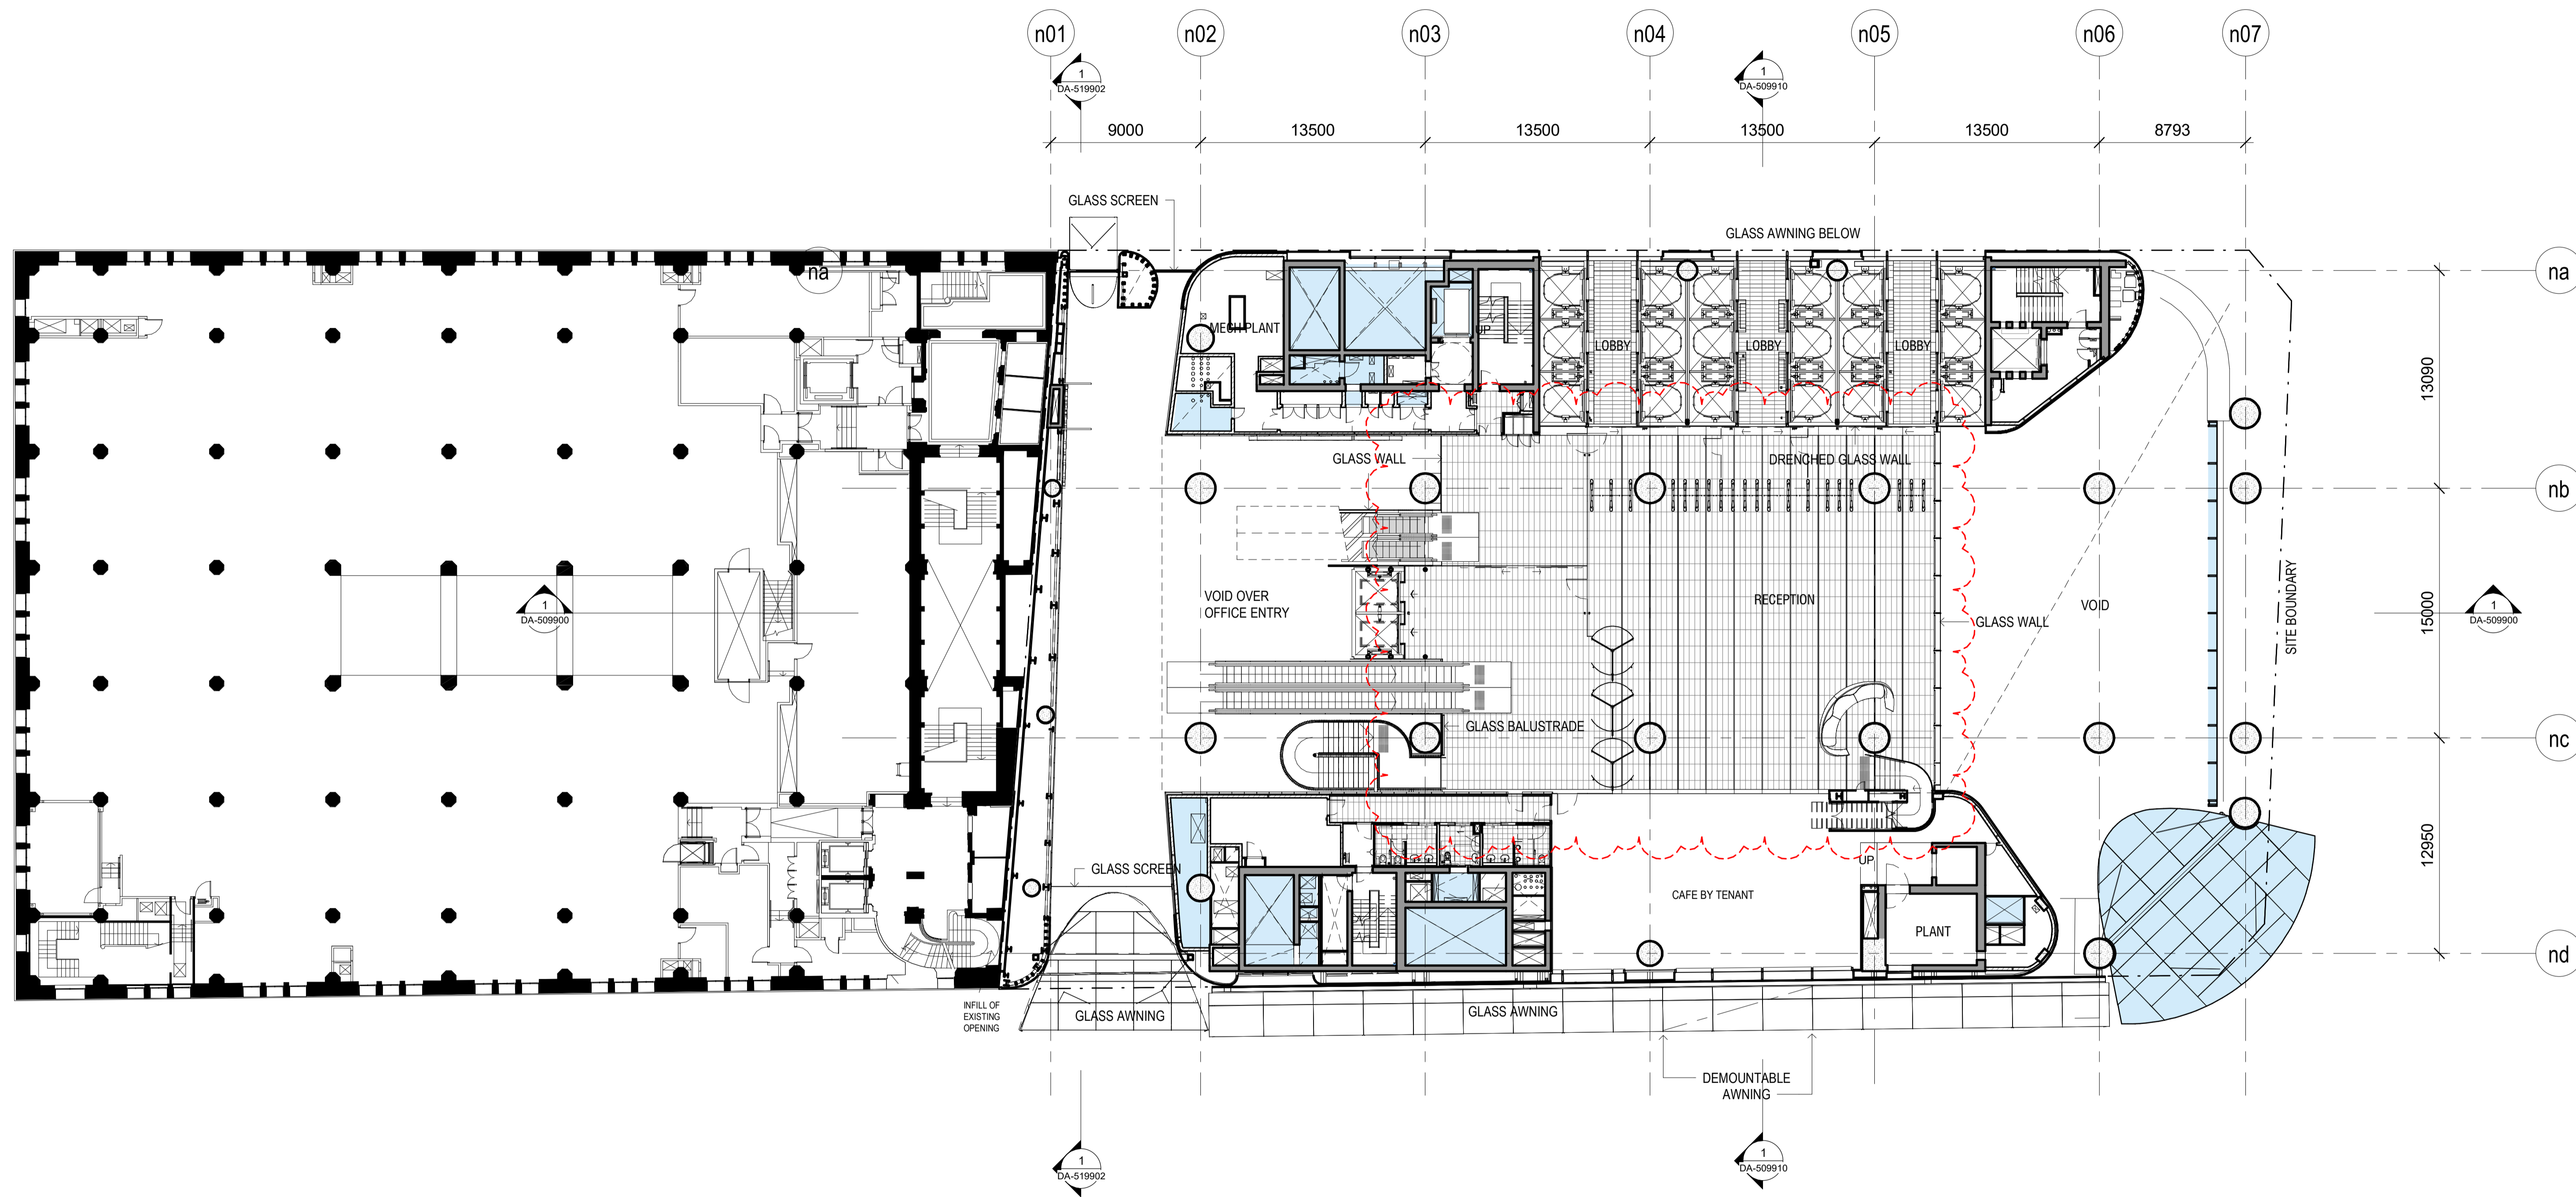 n01
n02
n03
n04
n05
n06
n07
1
DA-519902
1
DA-509910
9000
13500
13500
13500
13500
8793
GLASS SCREEN
GLASS AWNING BELOW
na
na
MECH PLANT
UP
LOBBY
LOBBY
LOBBY
13090
GLASS WALL
DRENCHED GLASS WALL
nb
VOID OVER
OFFICE ENTRY
RECEPTION
VOID
GLASS WALL
SITE BOUNDARY
15000
1
DA-509900
1
DA-509900
GLASS BALUSTRADE
nc
12950
GLASS SCREEN
UP
CAFE BY TENANT
PLANT
nd
INFILL OF
EXISTING
OPENING
GLASS AWNING
GLASS AWNING
DEMOUNTABLE
AWNING
1
DA-519902
1
DA-509910